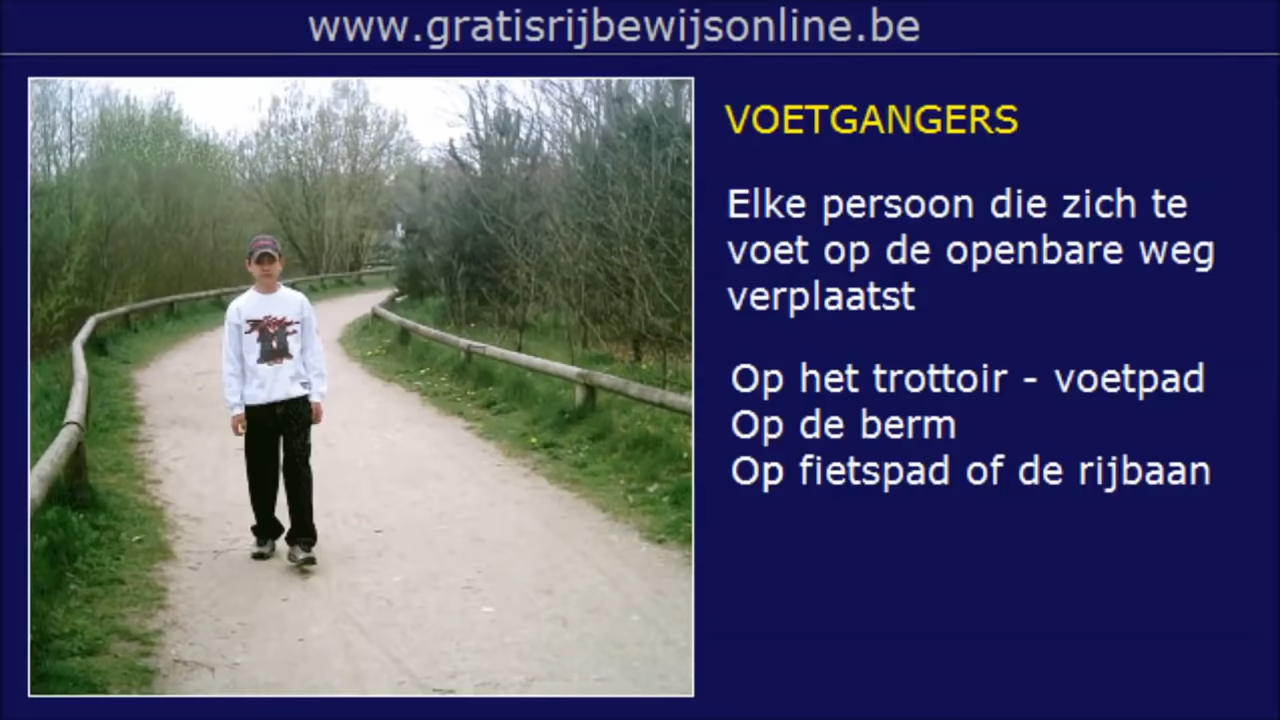 www.gratisrijbewijsonline.be
VOETGANGERS
Elke persoon die zich te
voet op de openbare weg
verplaatst
Op het trottoir - voetpad
Op de berm
Op fietspad of de rijbaan